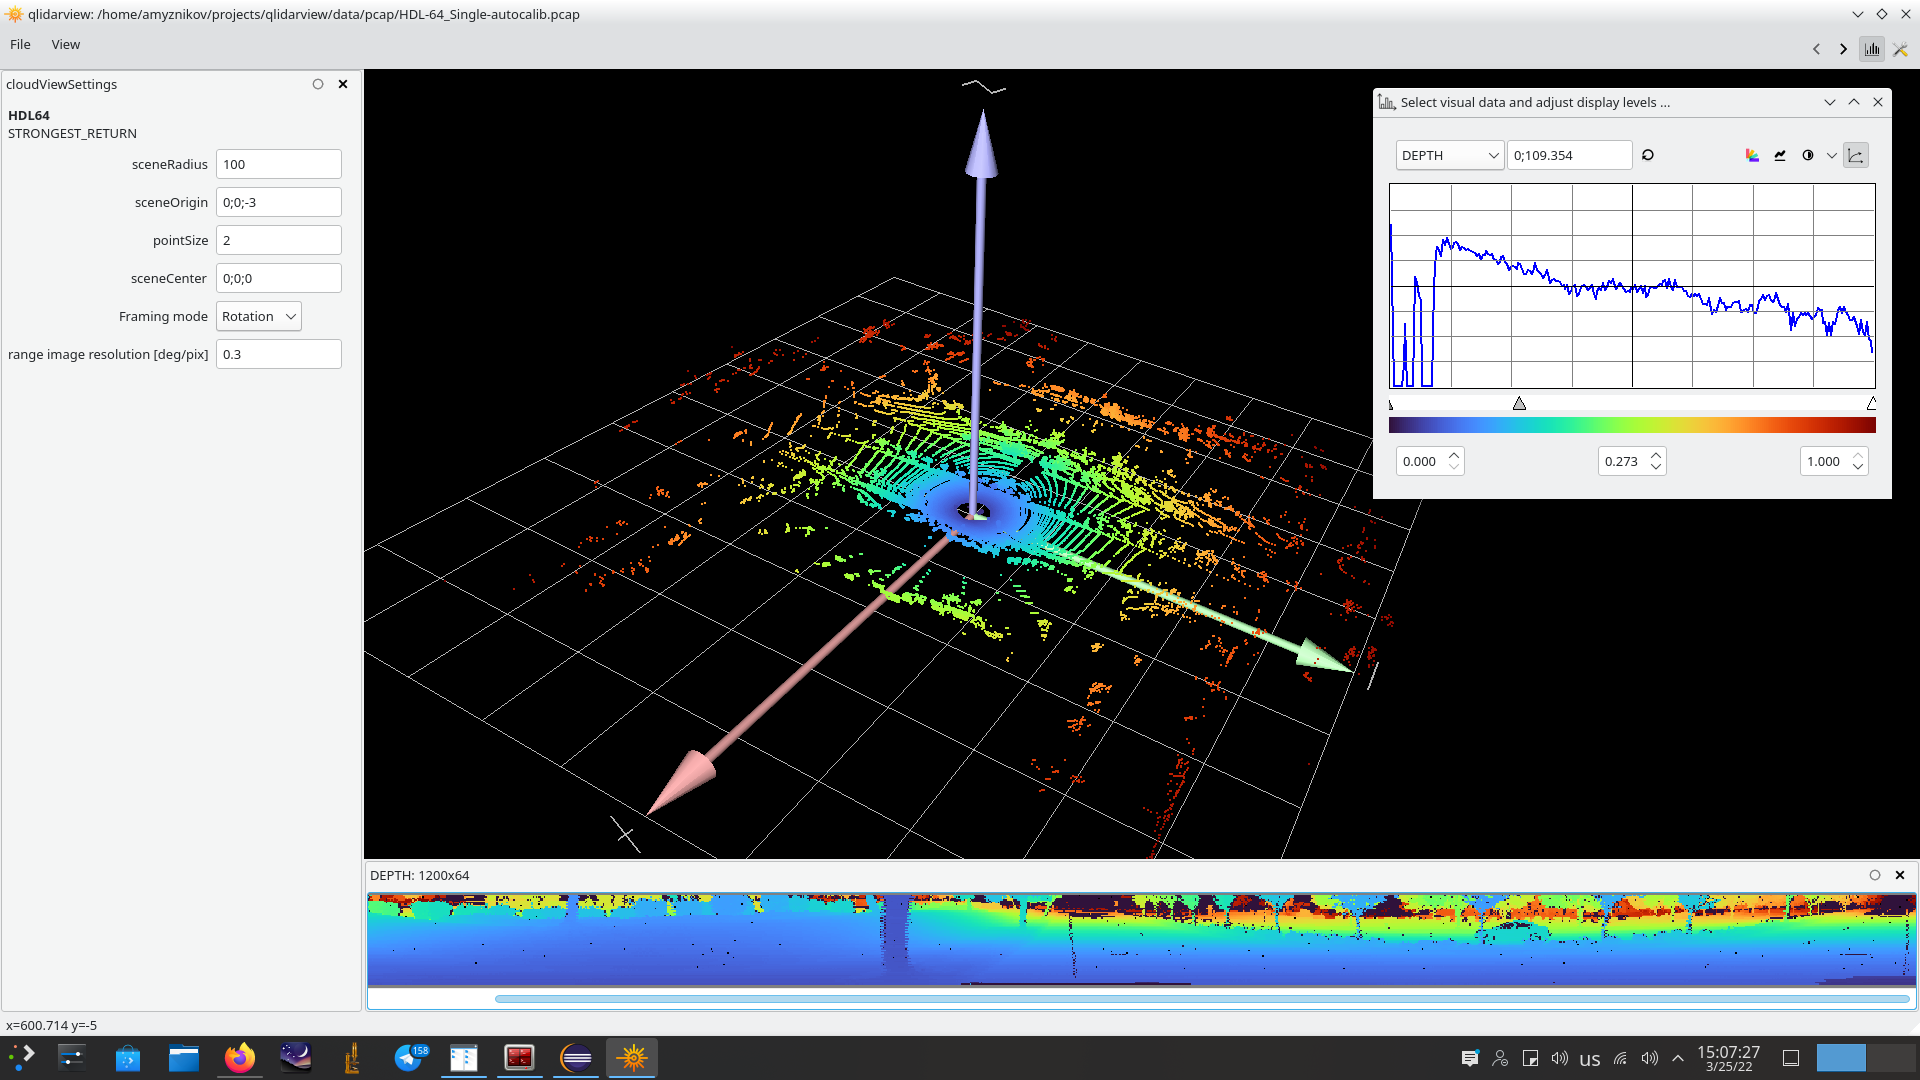 qlidarview: /home/amyznikov/projects/qlidarview/data/pcap/HDL-64_Single-autocalib.pcap
File View
cloudViewSettings
HDL64
STRONGEST_RETURN
sceneRadius 100
sceneOrigin 0;0;-3
pointSize 2
sceneCenter 0;0;0
Framing mode Rotation
range image resolution [deg/pix] 0.3
X
Select visual data and adjust display levels ...
DEPTH 0;109.354
0.000 0.273 1.000
DEPTH: 1200x64
x=600.714 y=-5
158
us
15:07:27
3/25/22